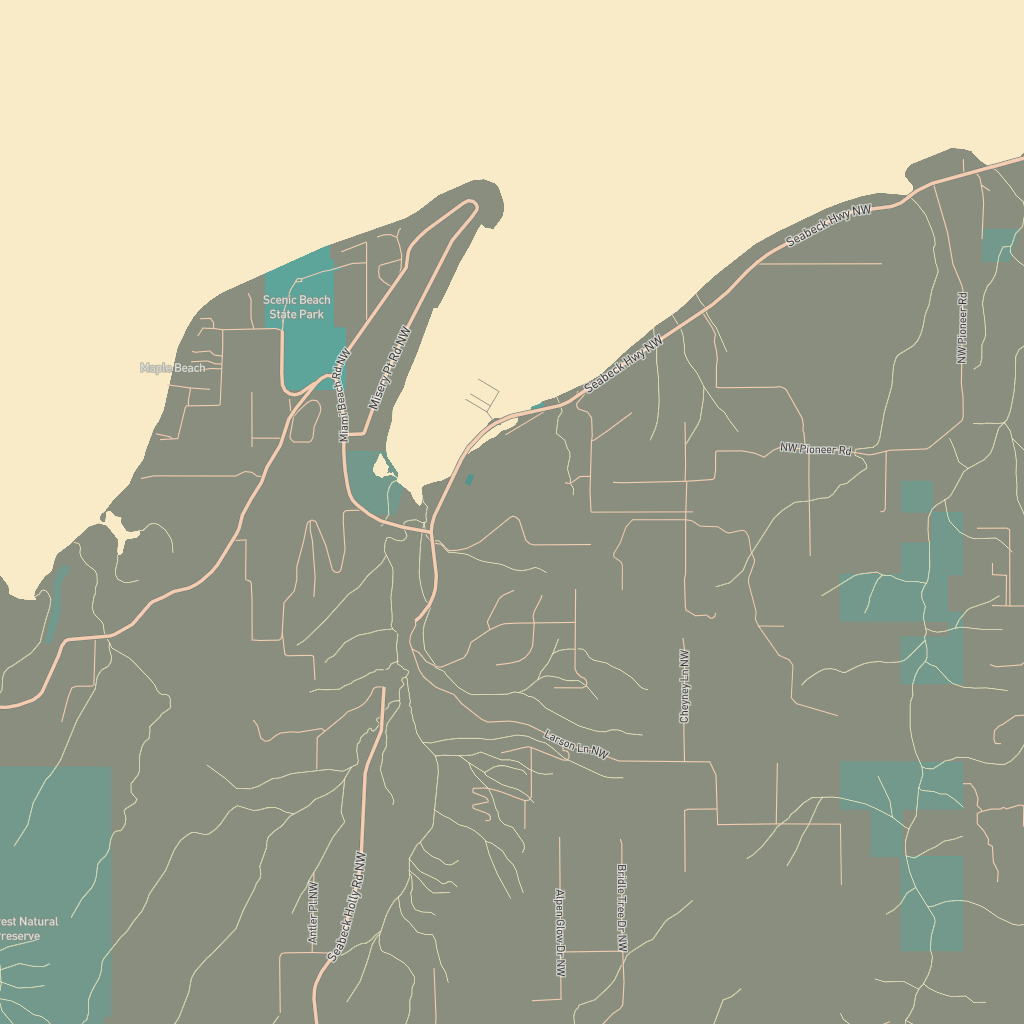 Seabeck Hwy NW
Scenic Beach
State Park
NW Pioneer Rd
Seabeck Hwy NW
Misery Pt Rd NW
Maple Beach
Miami Beach Rd NW
NW Pioneer Rd
Cheyney Ln NW
Larson Ln NW
Seabeck Holly Rd NW
Antler Pl NW
Alpen Glow Dr NW
Bridle Tree Dr NW
est Natural
reserve